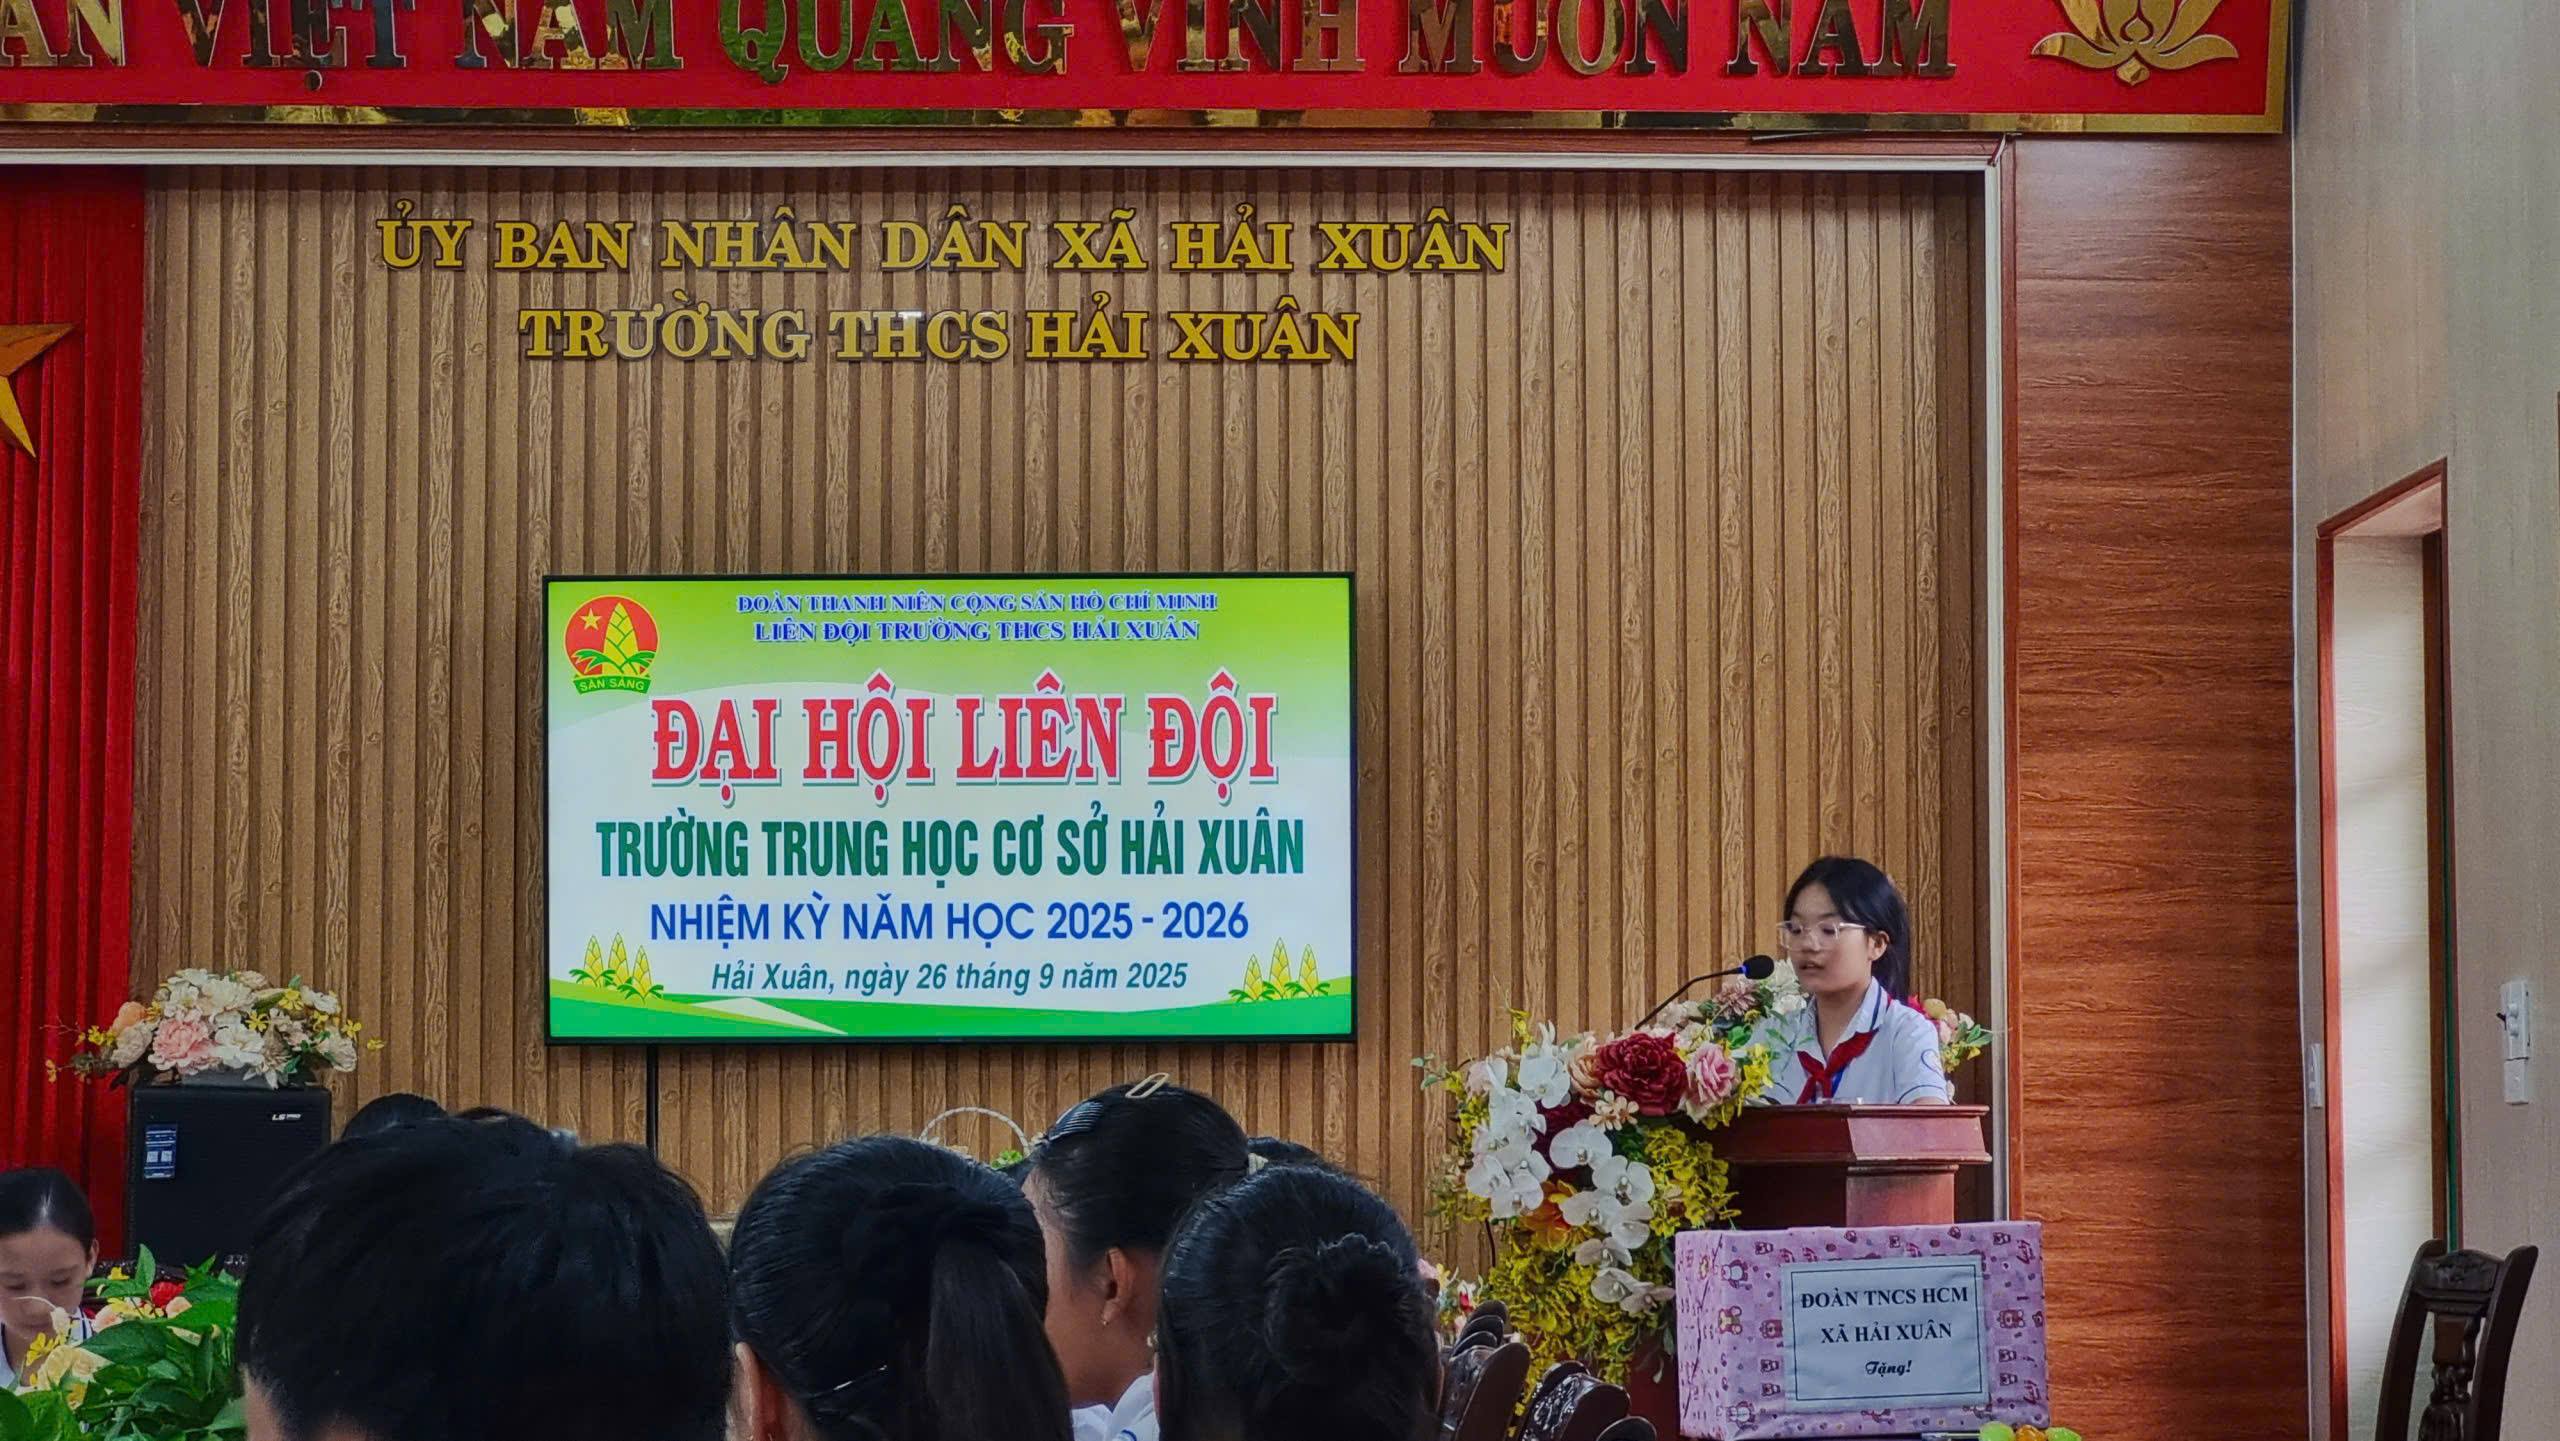 VIỆT NAM QUANG VINH MUÔN NĂM
ỦY BAN NHÂN DÂN XÃ HẢI XUÂN
TRƯỜNG THCS HẢI XUÂN
ĐOÀN THANH NIÊN CỘNG SẢN HỒ CHÍ MINH
LIÊN ĐỘI TRƯỜNG THCS HẢI XUÂN
SẴN SÀNG
ĐẠI HỘI LIÊN ĐỘI
TRƯỜNG TRUNG HỌC CƠ SỞ HẢI XUÂN
NHIỆM KỲ NĂM HỌC 2025 - 2026
Hải Xuân, ngày 26 tháng 9 năm 2025
ĐOÀN TNCS HCM
XÃ HẢI XUÂN
Tặng!